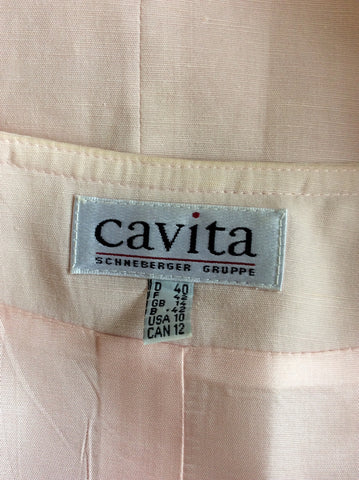 cavita
SCHNEBERGER GRUPPE
D 40
F 42
GB 14
B • 42
USA 10
CAN 12